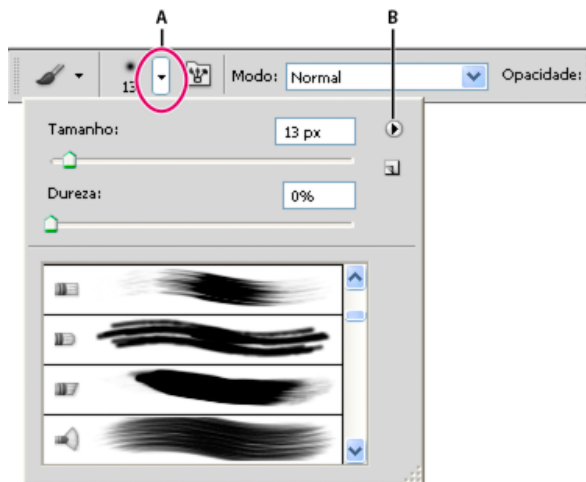 A
B
13
Modo: Normal
Opacidade:
Tamanho:
13 px
Dureza:
0%